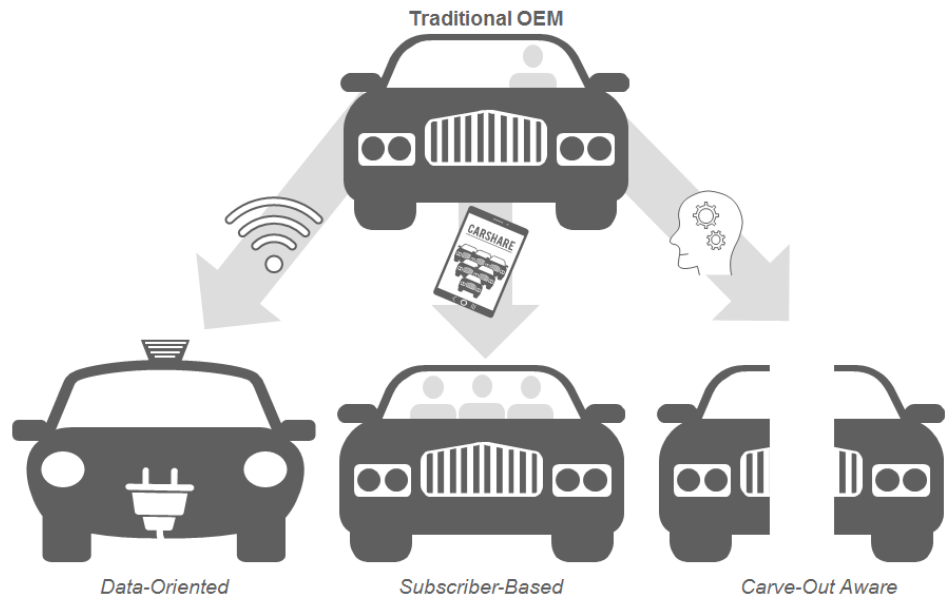 Traditional OEM
CARSHARE
Data-Oriented
Subscriber-Based
Carve-Out Aware